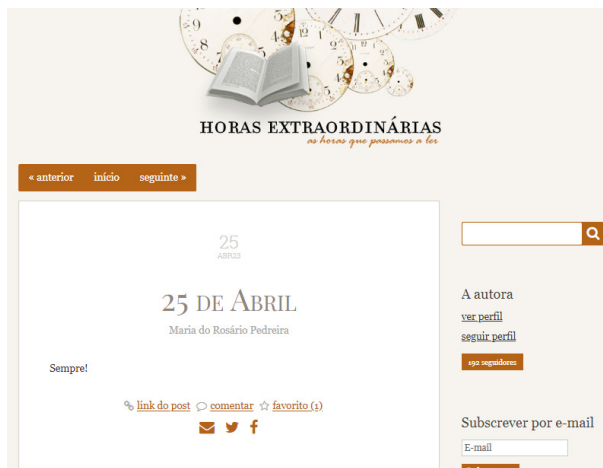 HORAS EXTRAORDINÁRIAS
as horas que passamos a ler
« anterior início seguinte »
25
ABR23
25 DE ABRIL
Maria do Rosário Pedreira
Sempre!
link do post comentar favorito (1)
A autora
ver perfil
seguir perfil
192 seguidores
Subscrever por e-mail
E-mail